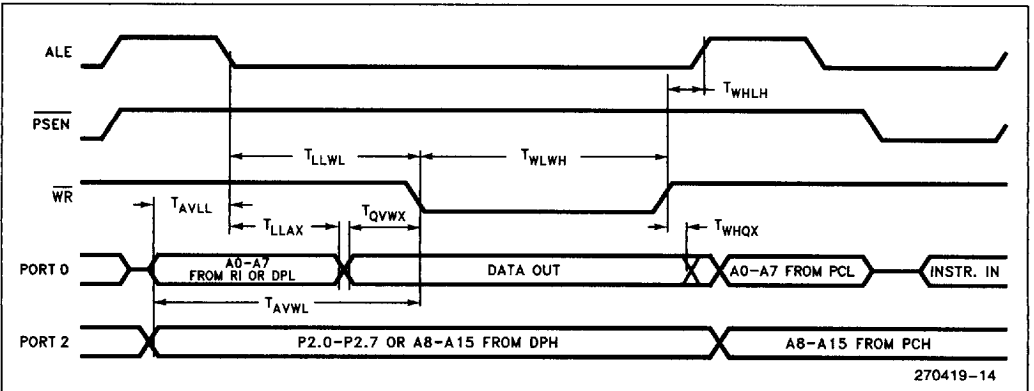 ALE
T_WHLH
PSEN
T_LLWL
T_WLWH
WR
T_AVLL
T_LLAX
T_QVWX
T_WHQX
PORT 0
A0-A7
FROM RI OR DPL
DATA OUT
A0-A7 FROM PCL
INSTR. IN
T_AVWL
PORT 2
P2.0-P2.7 OR A8-A15 FROM DPH
A8-A15 FROM PCH
270419-14